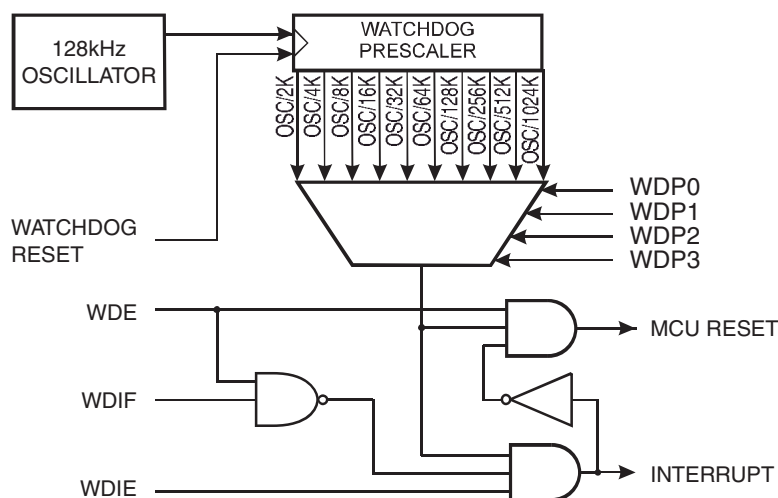 128kHz
OSCILLATOR
WATCHDOG
PRESCALER
OSC/2K
OSC/4K
OSC/8K
OSC/16K
OSC/32K
OSC/64K
OSC/128K
OSC/256K
OSC/512K
OSC/1024K
WDP0
WDP1
WDP2
WDP3
WATCHDOG
RESET
WDE
MCU RESET
WDIF
WDIE
INTERRUPT